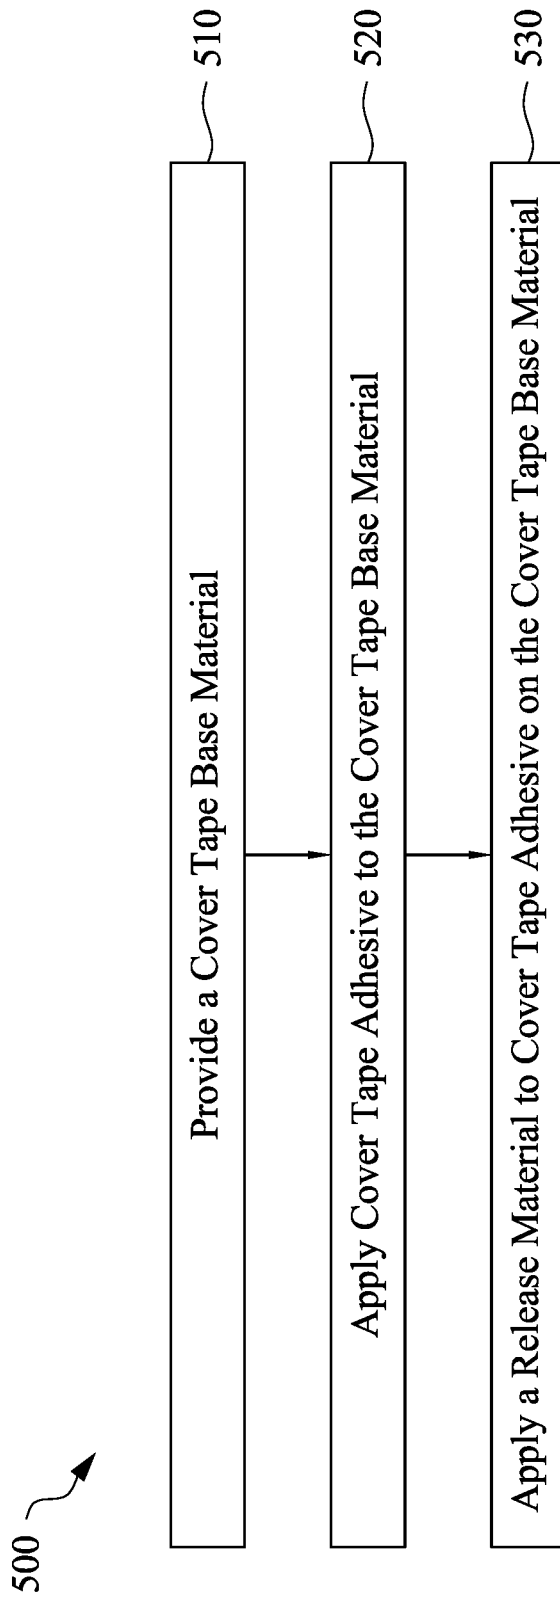 500
Provide a Cover Tape Base Material
510
Apply Cover Tape Adhesive to the Cover Tape Base Material
520
Apply a Release Material to Cover Tape Adhesive on the Cover Tape Base Material
530